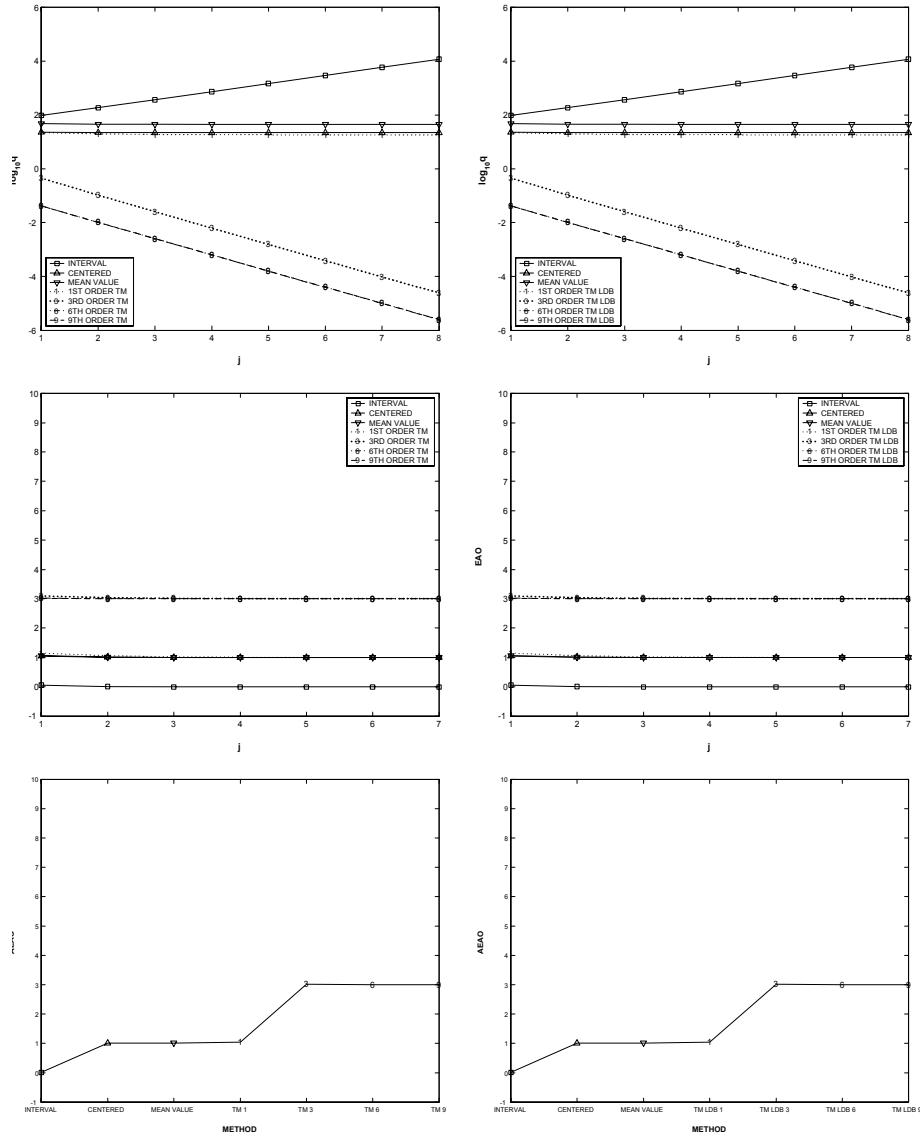 6
4
2
0
-2
-4
-6
log₁₀q
INTERVAL
CENTERED
MEAN VALUE
1ST ORDER TM
3RD ORDER TM
6TH ORDER TM
9TH ORDER TM
1 2 3 4 5 6 7 8
j
6
4
2
0
-2
-4
-6
log₁₀q
INTERVAL
CENTERED
MEAN VALUE
1ST ORDER TM LDB
3RD ORDER TM LDB
6TH ORDER TM LDB
9TH ORDER TM LDB
1 2 3 4 5 6 7 8
j
10
9
8
7
6
5
4
3
2
1
0
-1
INTERVAL
CENTERED
MEAN VALUE
1ST ORDER TM
3RD ORDER TM
6TH ORDER TM
9TH ORDER TM
1 2 3 4 5 6 7
j
10
9
8
7
6
5
4
3
2
1
0
-1
EAO
INTERVAL
CENTERED
MEAN VALUE
1ST ORDER TM LDB
3RD ORDER TM LDB
6TH ORDER TM LDB
9TH ORDER TM LDB
1 2 3 4 5 6 7
j
10
9
8
7
6
5
4
3
2
1
0
-1
INTERVAL CENTERED MEAN VALUE TM 1 TM 3 TM 6 TM 9
METHOD
10
9
8
7
6
5
4
3
2
1
0
-1
AEAO
INTERVAL CENTERED MEAN VALUE TM LDB 1 TM LDB 3 TM LDB 6 TM LDB 9
METHOD